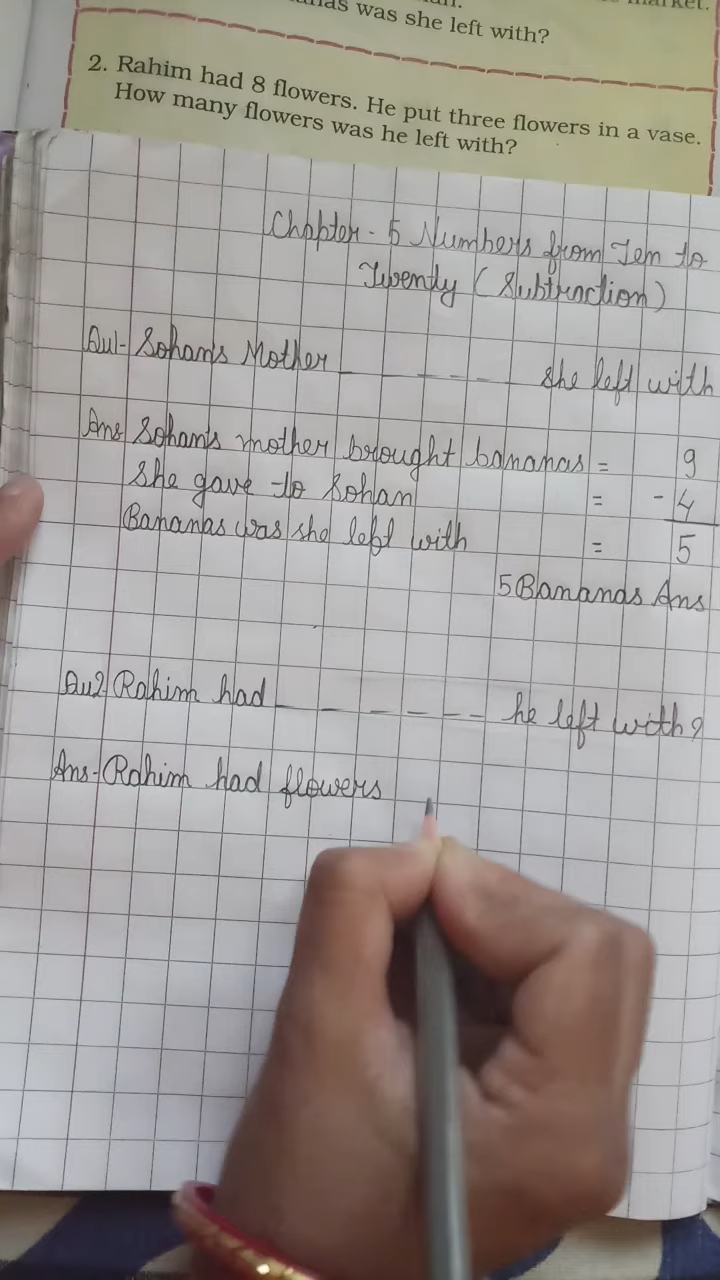 was she left with?
2. Rahim had 8 flowers. He put three flowers in a vase.
How many flowers was he left with?
Chapter - 5 Numbers from Ten to
Twenty (Subtraction)
Qu1- Sohan's Mother _ _ _ _ _ she left with
Ans Sohan's mother brought bananas = 9
She gave to Sohan = - 4
Bananas was she left with = 5
5 Bananas Ans
Qu2 Rahim had _ _ _ _ _ he left with?
Ans- Rahim had flowers